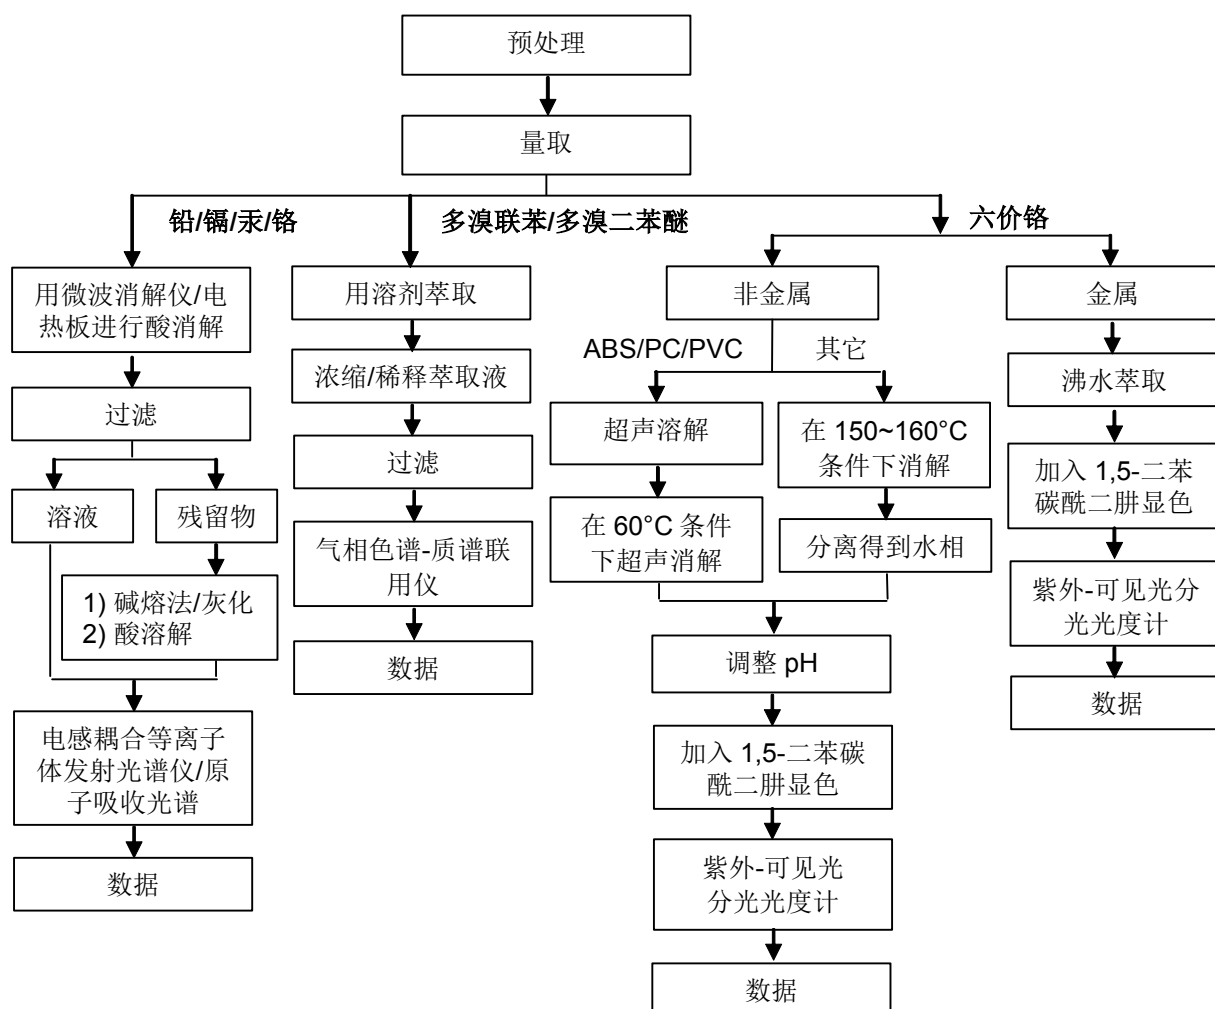 预处理
量取
铅/镉/汞/铬
多溴联苯/多溴二苯醚
六价铬
用微波消解仪/电
热板进行酸消解
过滤
溶液
残留物
1) 碱熔法/灰化
2) 酸溶解
电感耦合等离子
体发射光谱仪/原
子吸收光谱
数据
用溶剂萃取
浓缩/稀释萃取液
过滤
气相色谱-质谱联
用仪
数据
非金属
ABS/PC/PVC
其它
超声溶解
在 60°C 条件
下超声消解
在 150~160°C
条件下消解
分离得到水相
调整 pH
加入 1,5-二苯碳
酰二肼显色
紫外-可见光
分光光度计
数据
金属
沸水萃取
加入 1,5-二苯
碳酰二肼显色
紫外-可见光分
光光度计
数据